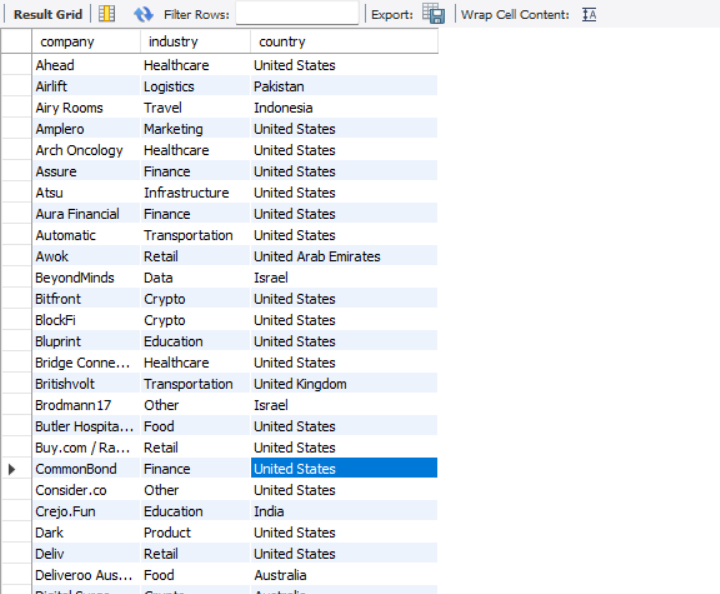 Result Grid Filter Rows: Export: Wrap Cell Content:
company industry country
Ahead Healthcare United States
Airlift Logistics Pakistan
Airy Rooms Travel Indonesia
Amplero Marketing United States
Arch Oncology Healthcare United States
Assure Finance United States
Atsu Infrastructure United States
Aura Financial Finance United States
Automatic Transportation United States
Awok Retail United Arab Emirates
BeyondMinds Data Israel
Bitfront Crypto United States
BlockFi Crypto United States
Bluprint Education United States
Bridge Conne... Healthcare United States
Britishvolt Transportation United Kingdom
Brodmann17 Other Israel
Butler Hospita... Food United States
Buy.com / Ra... Retail United States
CommonBond Finance United States
Consider.co Other United States
Crejo.Fun Education India
Dark Product United States
Deliv Retail United States
Deliveroo Aus... Food Australia